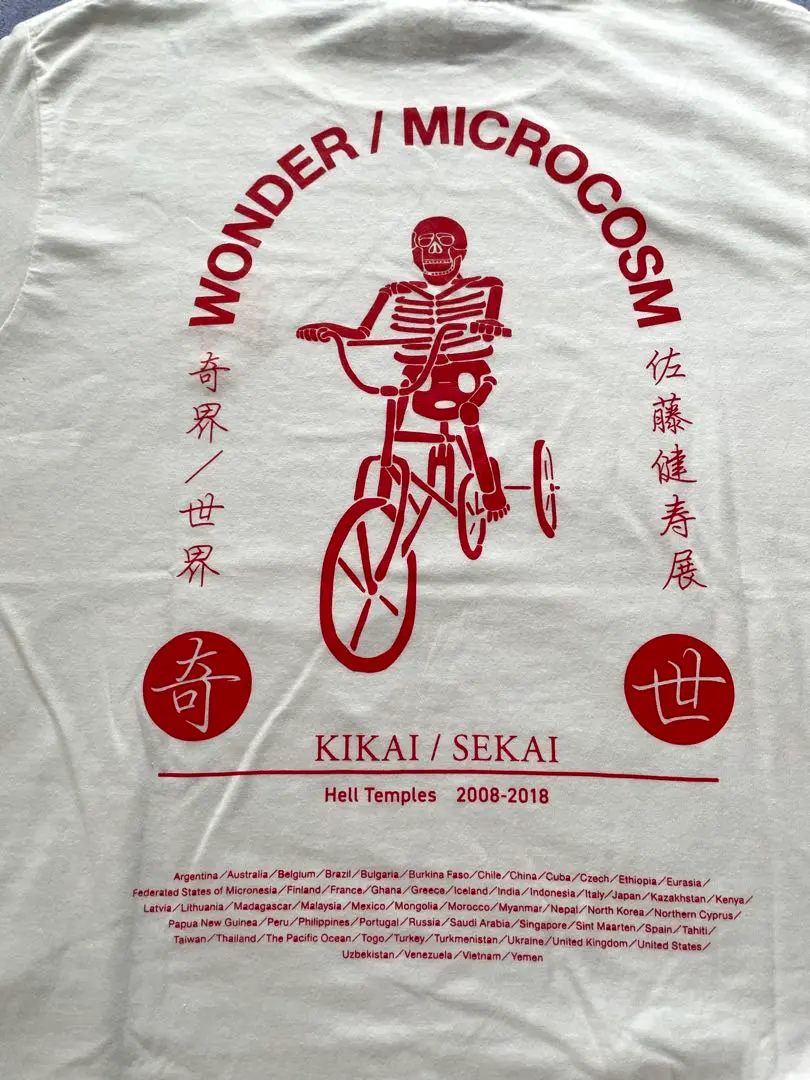 WONDER / MICROCOSM
奇界／世界
佐藤健寿展
奇
世
KIKAI / SEKAI
Hell Temples 2008-2018
Argentina／Australia／Belgium／Brazil／Bulgaria／Burkina Faso／Chile／China／Cuba／Czech／Ethiopia／Eurasia／
Federated States of Micronesia／Finland／France／Ghana／Greece／Iceland／India／Indonesia／Italy／Japan／Kazakhstan／Kenya／
Latvia／Lithuania／Madagascar／Malaysia／Mexico／Mongolia／Morocco／Myanmar／Nepal／North Korea／Northern Cyprus／
Papua New Guinea／Peru／Philippines／Portugal／Russia／Saudi Arabia／Singapore／Sint Maarten／Spain／Tahiti／
Taiwan／Thailand／The Pacific Ocean／Togo／Turkey／Turkmenistan／Ukraine／United Kingdom／United States／
Uzbekistan／Venezuela／Vietnam／Yemen